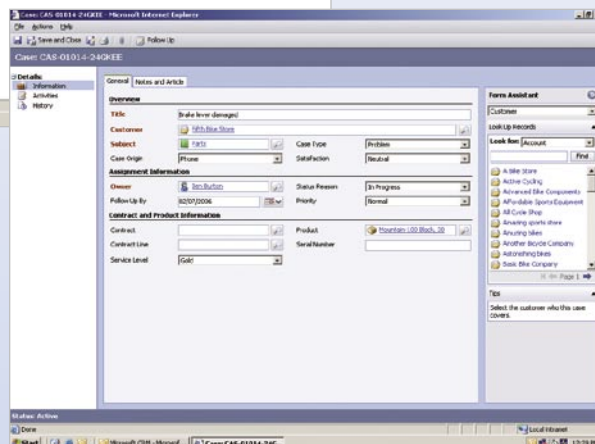 Case: CAS-01014-24GKEE - Microsoft Internet Explorer
File Actions Help
Save and Close Follow Up
Case: CAS-01014-24GKEE
Details:
Information
Activities
History
General Notes and Article
Overview
Title Brake lever damaged
Customer Fifth Bike Store
Subject Parts Case Type Problem
Case Origin Phone Satisfaction Neutral
Assignment Information
Owner Ben Burton Status Reason In Progress
Follow Up By 02/07/2006 Priority Normal
Contract and Product Information
Contract Product Mountain-100 Black, 38
Contract Line Serial Number
Service Level Gold
Form Assistant
Customer
Look Up Records
Look for: Account
Find
A Bike Store
Active Cycling
Advanced Bike Components
Affordable Sports Equipment
All Cycle Shop
Amazing sports store
Amazing bikes
Another Bicycle Company
Astonishing bikes
Basic Bike Company
Page 1
Tips
Select the customer who this case
covers.
Status: Active
Done Local intranet
Start Microsoft CRM - Microsof...